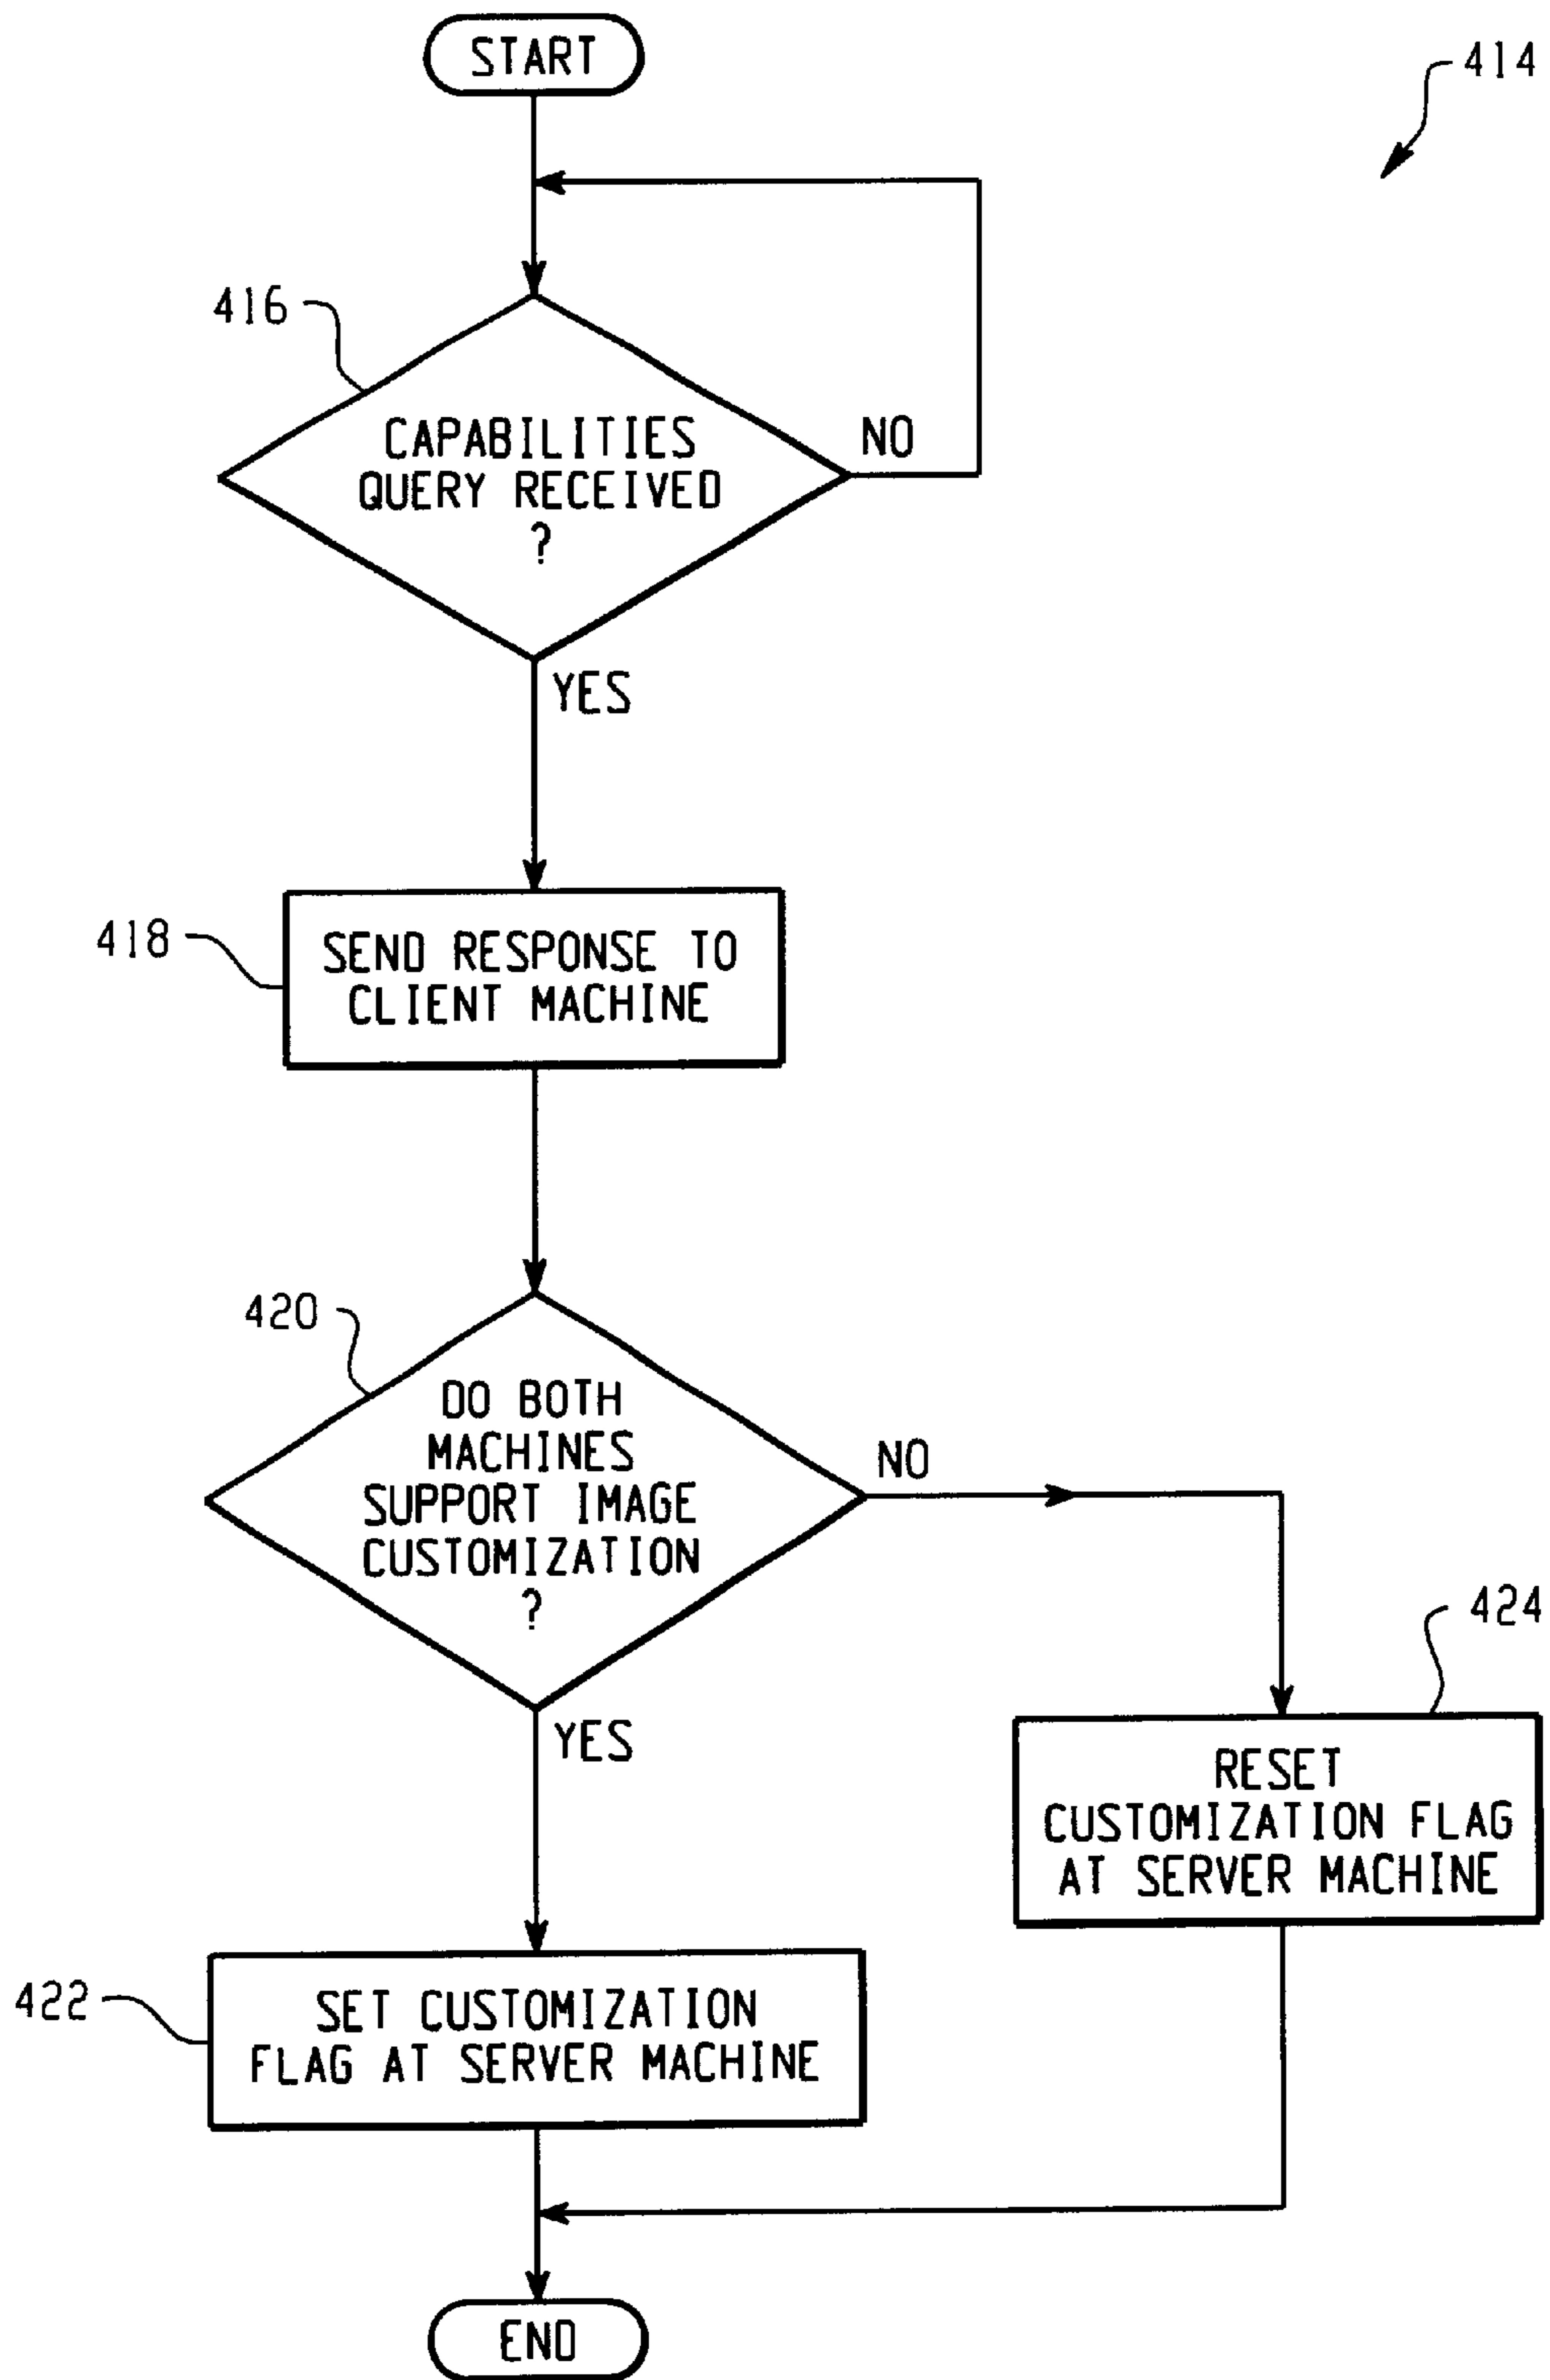 START
414
416
CAPABILITIES
QUERY RECEIVED
?
NO
YES
418
SEND RESPONSE TO
CLIENT MACHINE
420
DO BOTH
MACHINES
SUPPORT IMAGE
CUSTOMIZATION
?
NO
YES
424
RESET
CUSTOMIZATION FLAG
AT SERVER MACHINE
422
SET CUSTOMIZATION
FLAG AT SERVER MACHINE
END